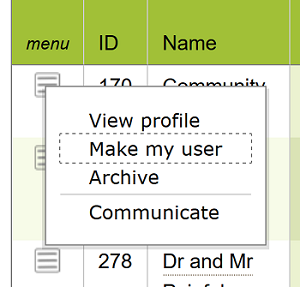 menu ID Name
170 Community
View profile
Make my user
Archive
Communicate
278 Dr and Mr